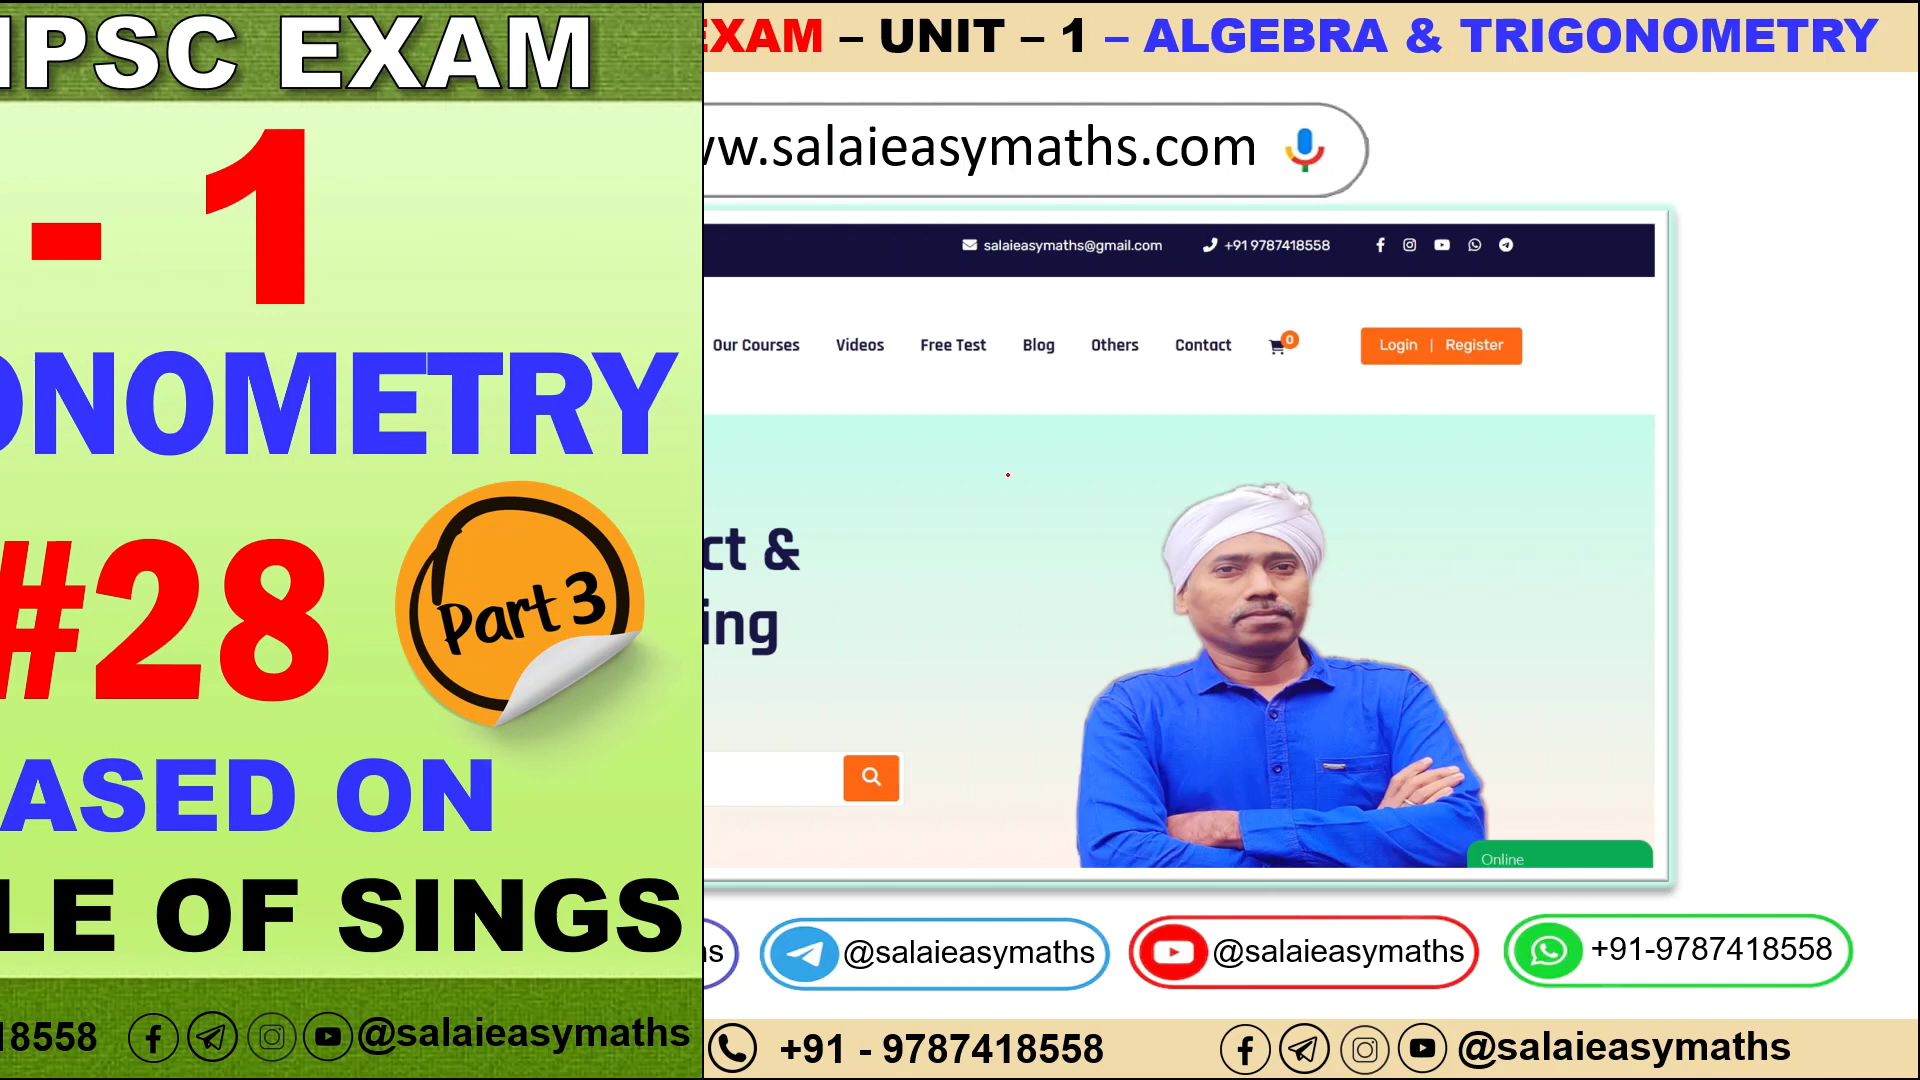 IPSC EXAM
- 1
ONOMETRY
#28
Part 3
ASED ON
LE OF SINGS
18558 @salaieasymaths
EXAM – UNIT – 1 – ALGEBRA & TRIGONOMETRY
w.salaieasymaths.com
salaieasymaths@gmail.com +91 9787418558
Our Courses Videos Free Test Blog Others Contact 0 Login | Register
ct &
ing
Online
s @salaieasymaths @salaieasymaths +91-9787418558
+91 - 9787418558 @salaieasymaths